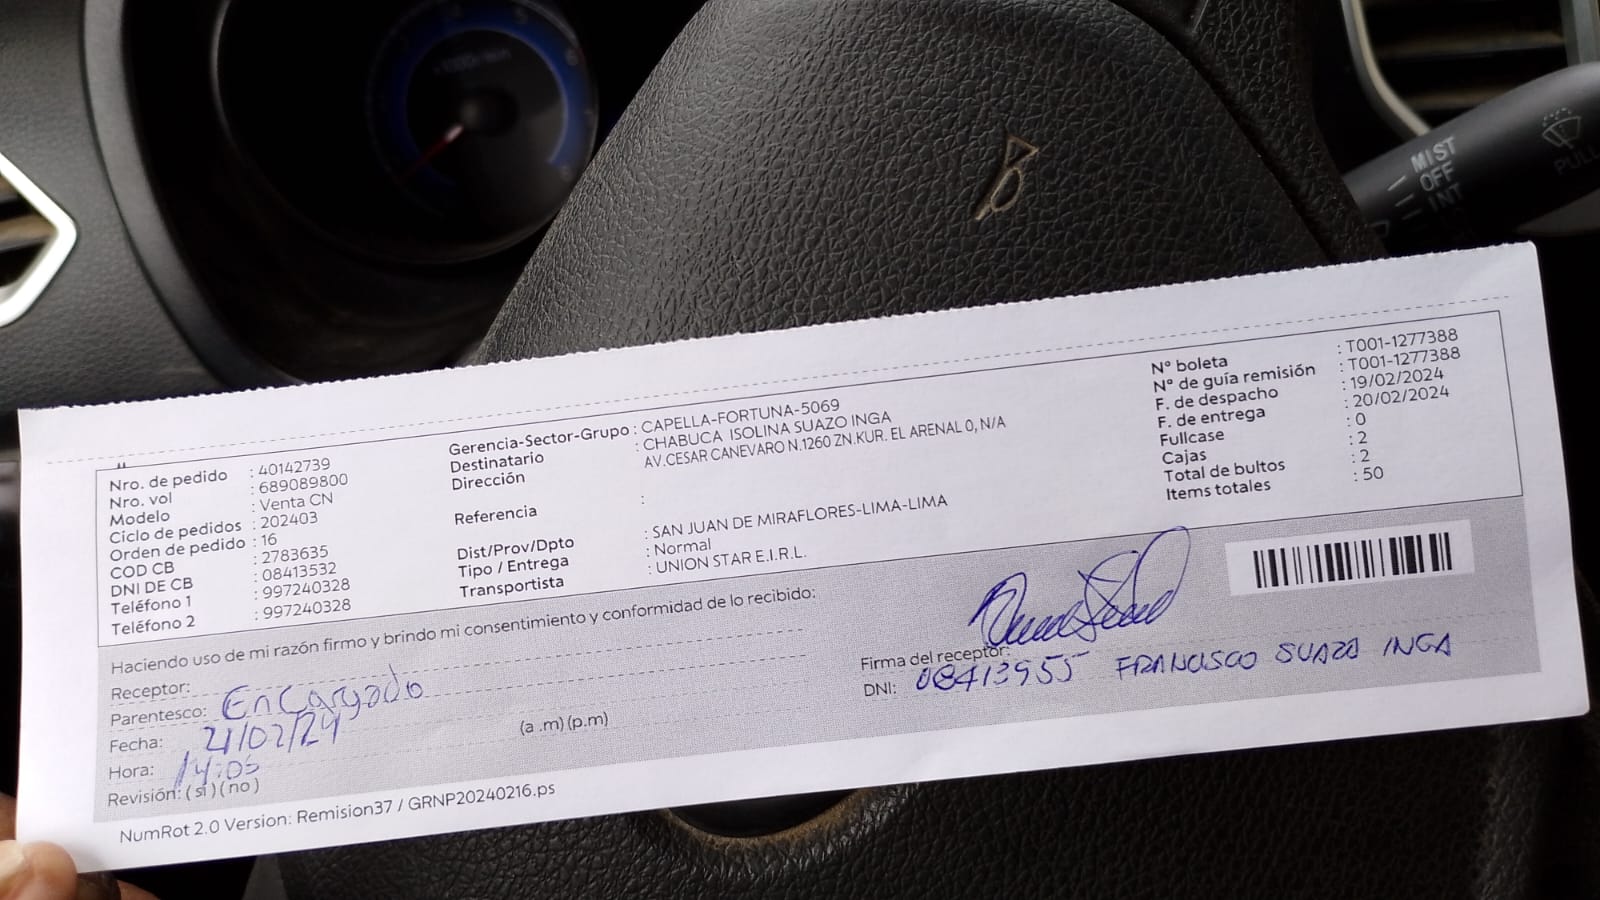 MIST
OFF
INT
PULL
Nro. de pedido : 40142739
Nro. vol : 689089800
Modelo : Venta CN
Ciclo de pedidos : 202403
Orden de pedido : 16
COD CB : 2783635
DNI DE CB : 08413532
Teléfono 1 : 997240328
Teléfono 2 : 997240328
Gerencia-Sector-Grupo : CAPELLA-FORTUNA-5069
Destinatario : CHABUCA ISOLINA SUAZO INGA
Dirección AV.CESAR CANEVARO N.1260 ZN.KUR. EL ARENAL 0, N/A
Referencia :
Dist/Prov/Dpto : SAN JUAN DE MIRAFLORES-LIMA-LIMA
Tipo / Entrega : Normal
Transportista : UNION STAR E.I.R.L.
N° boleta : T001-1277388
N° de guía remisión : T001-1277388
F. de despacho : 19/02/2024
F. de entrega : 20/02/2024
Fullcase : 0
Cajas : 2
Total de bultos : 2
Items totales : 50
Haciendo uso de mi razón firmo y brindo mi consentimiento y conformidad de lo recibido:
Receptor:
Parentesco: Encargado
Fecha: 21/02/24
Hora: 14:05 (a .m) (p.m)
Revisión: ( si ) ( no )
Firma del receptor:
DNI: 08413955 FRANCISCO SUAZO INGA
NumRot 2.0 Version: Remision37 / GRNP20240216.ps